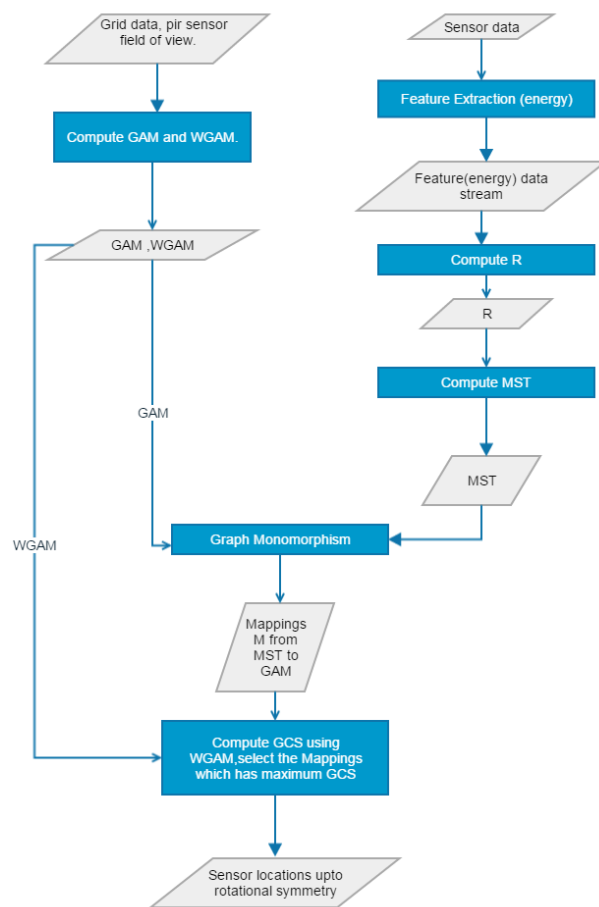 Grid data, pir sensor
field of view.
Sensor data
Feature Extraction (energy)
Compute GAM and WGAM.
Feature(energy) data
stream
GAM ,WGAM
Compute R
R
Compute MST
GAM
MST
WGAM
Graph Monomorphism
Mappings
M from
MST to
GAM
Compute GCS using
WGAM,select the Mappings
which has maximum GCS
Sensor locations upto
rotational symmetry